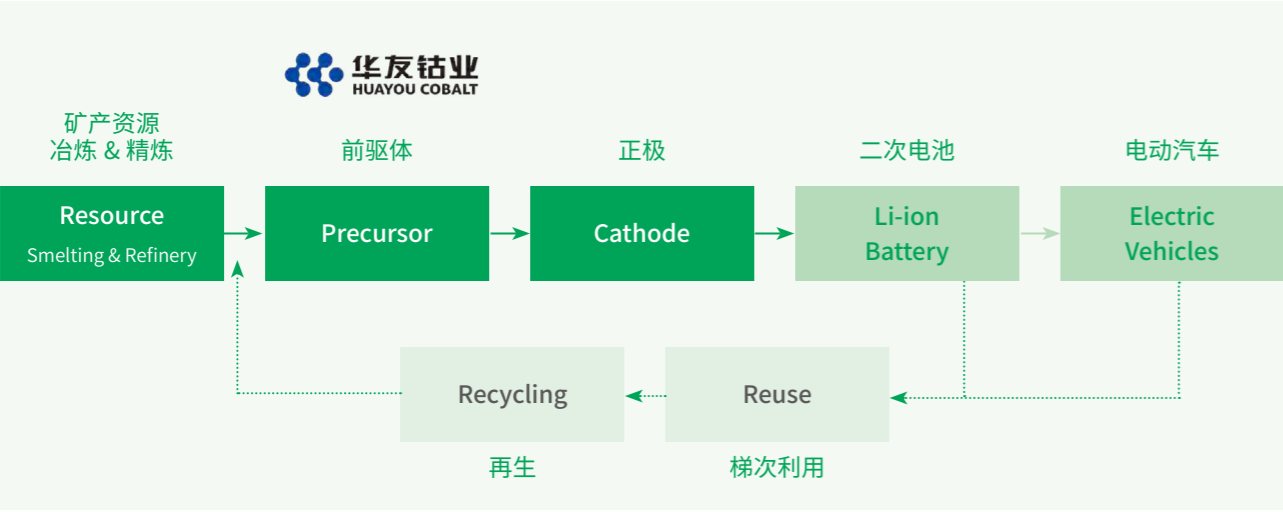 华友钴业
HUAYOU COBALT
矿产资源
冶炼 & 精炼
前驱体
正极
二次电池
电动汽车
Resource
Smelting & Refinery
Precursor
Cathode
Li-ion
Battery
Electric
Vehicles
Recycling
Reuse
再生
梯次利用